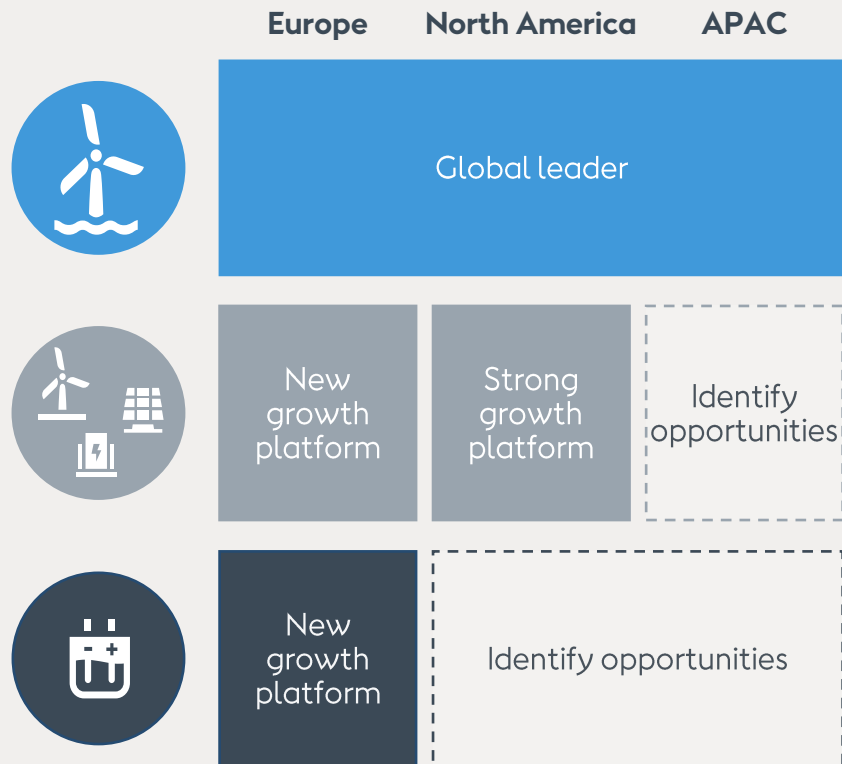 Europe North America APAC
Global leader
New
growth
platform
Strong
growth
platform
Identify
opportunities
New
growth
platform
Identify opportunities